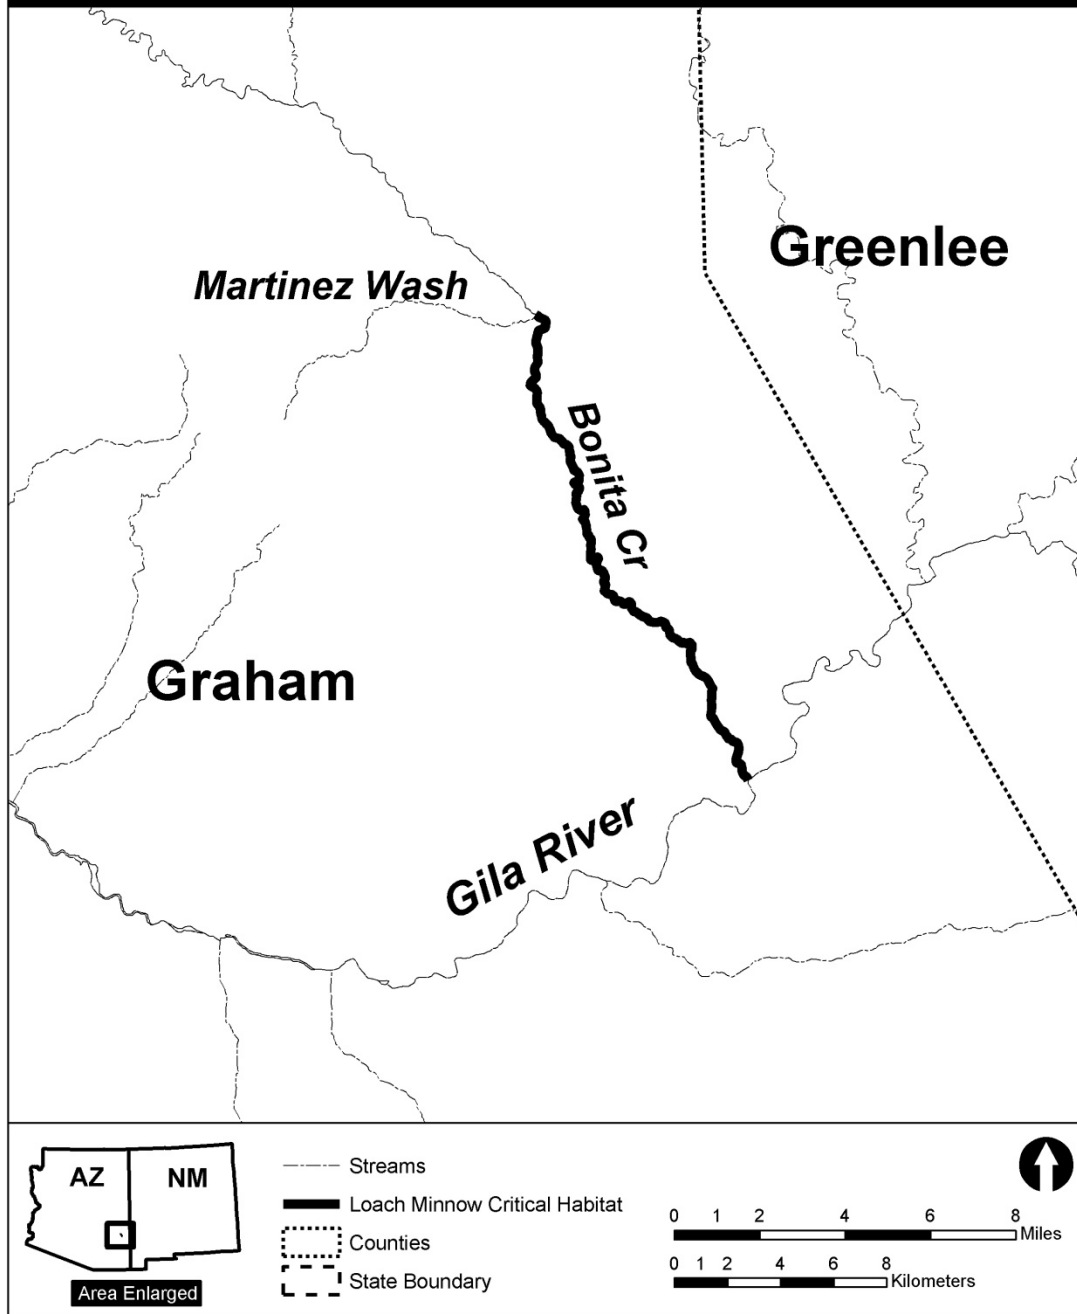 Greenlee
Martinez Wash
Bonita Cr
Graham
Gila River
AZ
NM
Area Enlarged
Streams
Loach Minnow Critical Habitat
Counties
State Boundary
0 1 2 4 6 8 Miles
0 1 2 4 6 8 Kilometers